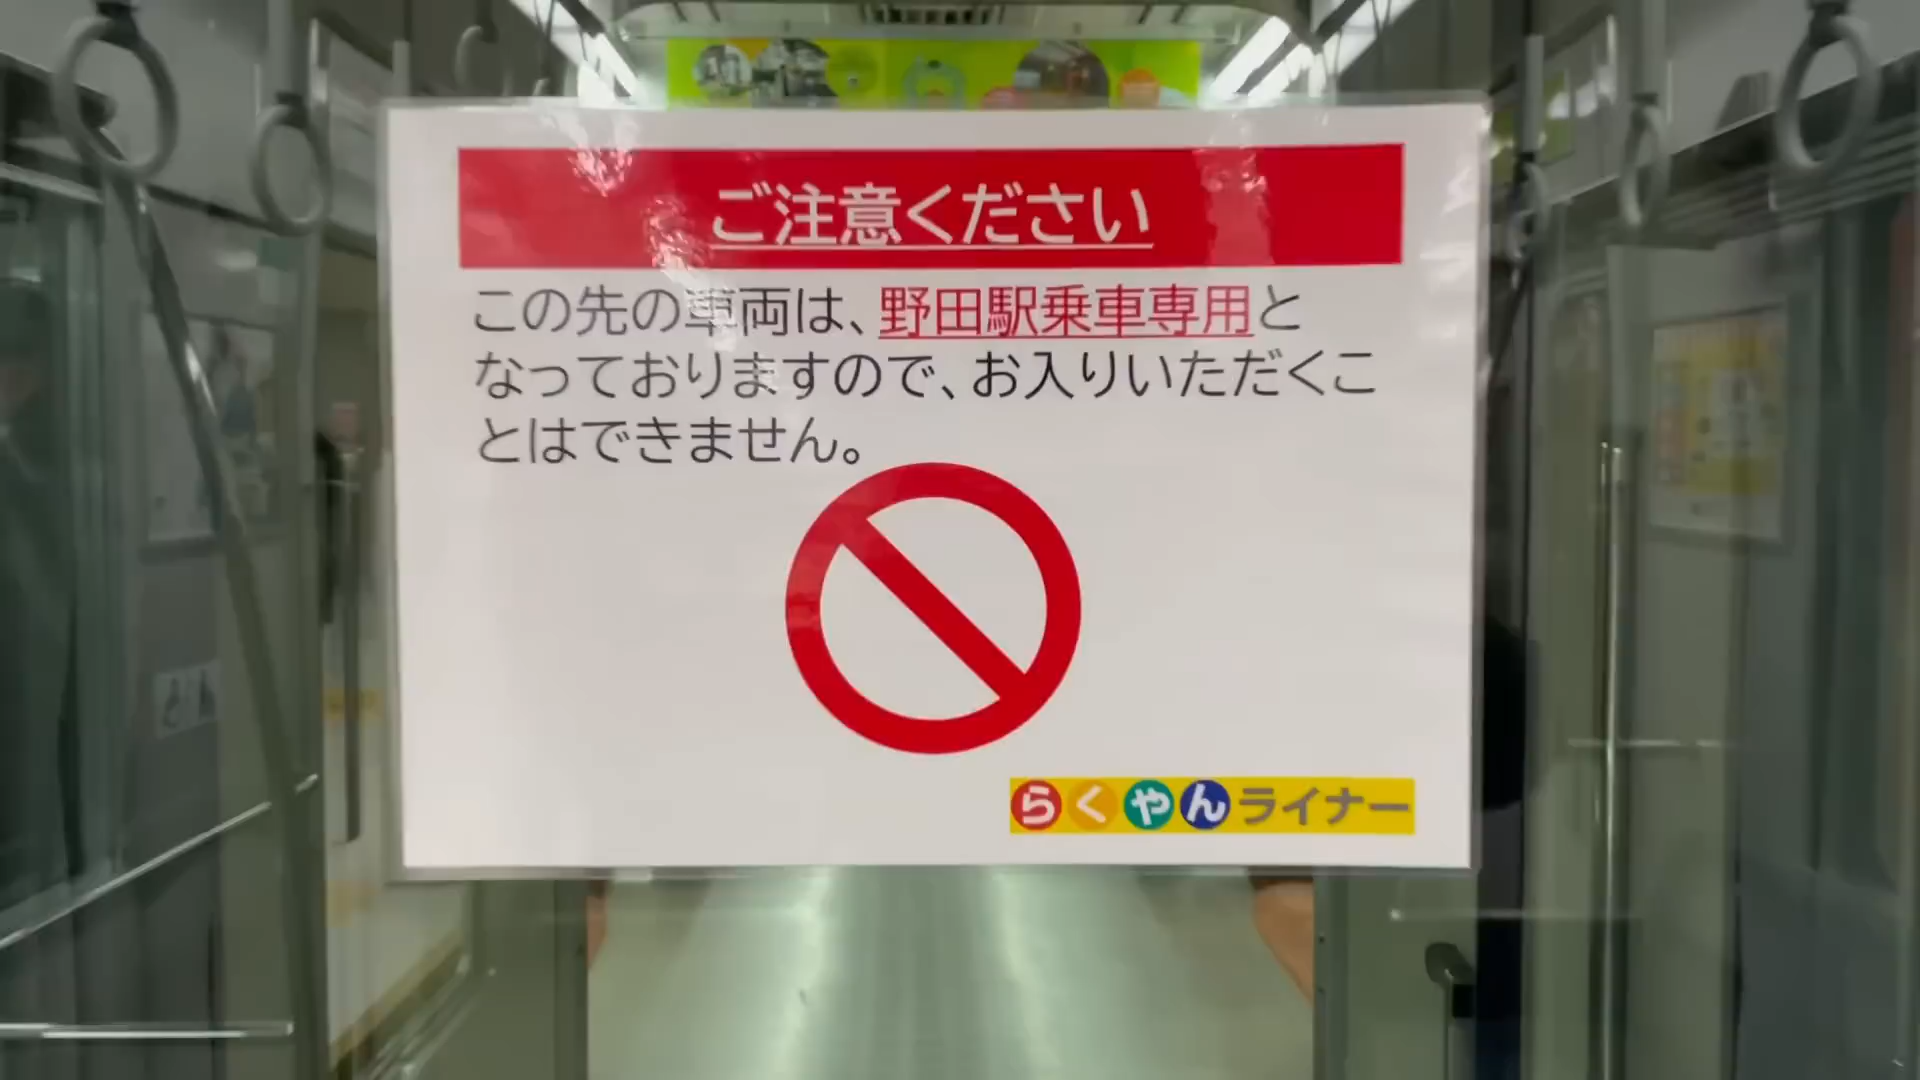 ご注意ください
この先の車両は、野田駅乗車専用と
なっておりますので、お入りいただくこ
とはできません。
らくやんライナー